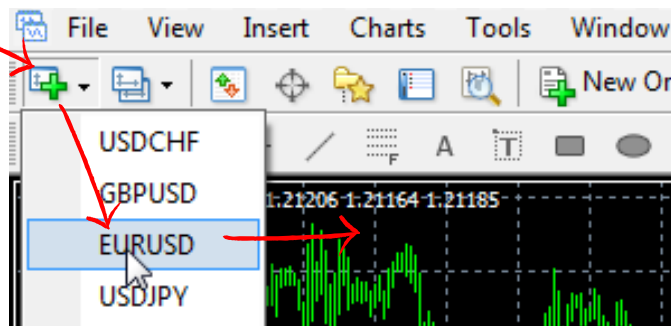 File View Insert Charts Tools Window
New Or
F A T
USDCHF
GBPUSD
1.21206 1.21164 1.21185
EURUSD
USDJPY